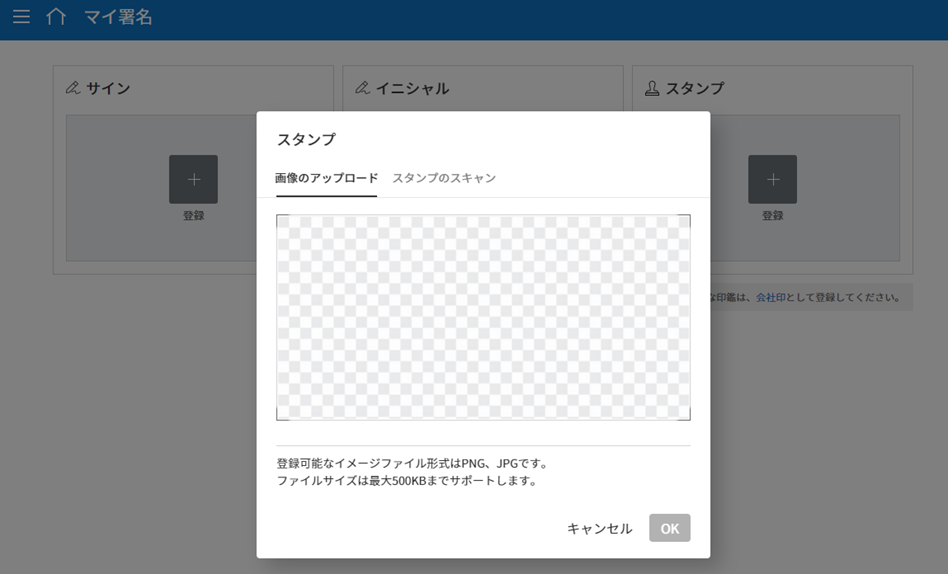 マイ署名
サイン
イニシャル
スタンプ
登録
登録
な印鑑は、会社印として登録してください。
スタンプ
画像のアップロード
スタンプのスキャン
登録可能なイメージファイル形式はPNG、JPGです。
ファイルサイズは最大500KBまでサポートします。
キャンセル
OK